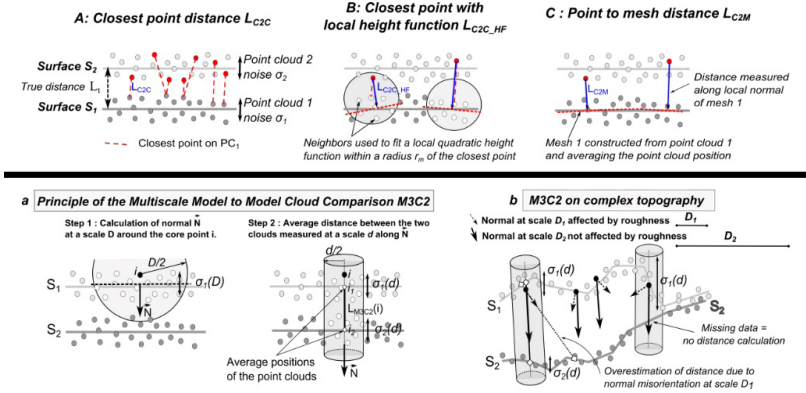 A: Closest point distance L_C2C
Surface S₂
True distance L₁
Surface S₁
L_C2C
Point cloud 2
noise σ₂
Point cloud 1
noise σ₁
Closest point on PC₁
B: Closest point with
local height function L_C2C_HF
L_C2C_HF
Neighbors used to fit a local quadratic height
function within a radius r_m of the closest point
C : Point to mesh distance L_C2M
L_C2M
Distance measured
along local normal
of mesh 1
Mesh 1 constructed from point cloud 1
and averaging the point cloud position
a Principle of the Multiscale Model to Model Cloud Comparison M3C2
Step 1 : Calculation of normal N⃗
at a scale D around the core point i.
D/2
i
σ₁(D)
S₁
N⃗
S₂
Step 2 : Average distance between the two
clouds measured at a scale d along N⃗
d/2
i
i₁
σ₁(d)
L_M3C2(i)
i₂
σ₂(d)
Average positions
of the point clouds
N⃗
b M3C2 on complex topography
Normal at scale D₁ affected by roughness
D₁
Normal at scale D₂ not affected by roughness
D₂
σ₁(d)
σ₁(d)
S₁
S₂
S₂
σ₂(d)
Missing data =
no distance calculation
Overestimation of distance due to
normal misorientation at scale D₁